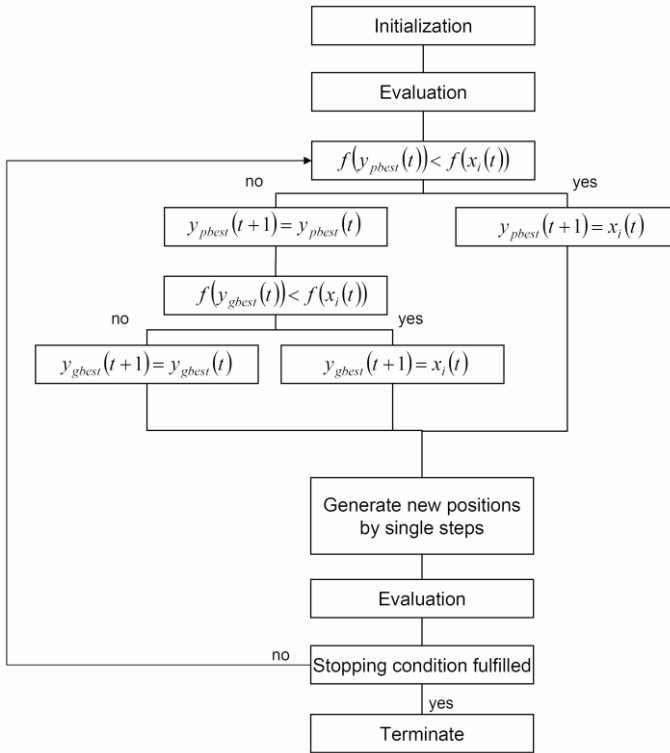 Initialization
Evaluation
f(y_pbest(t)) < f(x_i(t))
no
yes
y_pbest(t+1) = y_pbest(t)
y_pbest(t+1) = x_i(t)
f(y_gbest(t)) < f(x_i(t))
no
yes
y_gbest(t+1) = y_gbest(t)
y_gbest(t+1) = x_i(t)
Generate new positions
by single steps
Evaluation
no
Stopping condition fulfilled
yes
Terminate